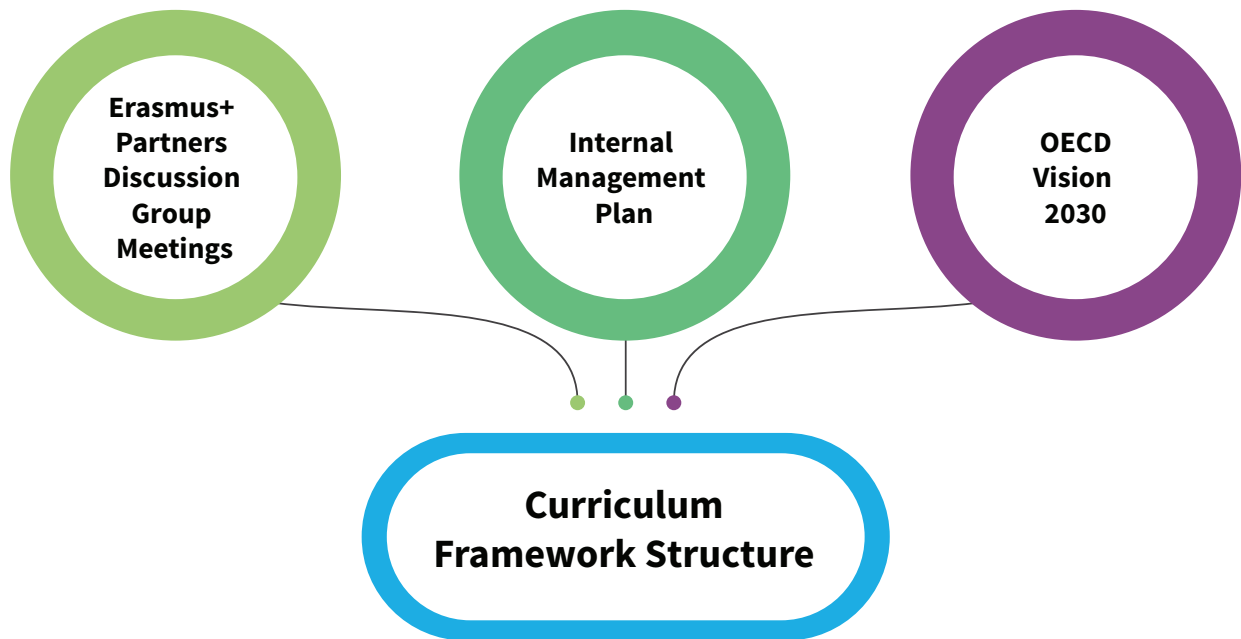 Erasmus+
Partners
Discussion
Group
Meetings
Internal
Management
Plan
OECD
Vision
2030
Curriculum
Framework Structure